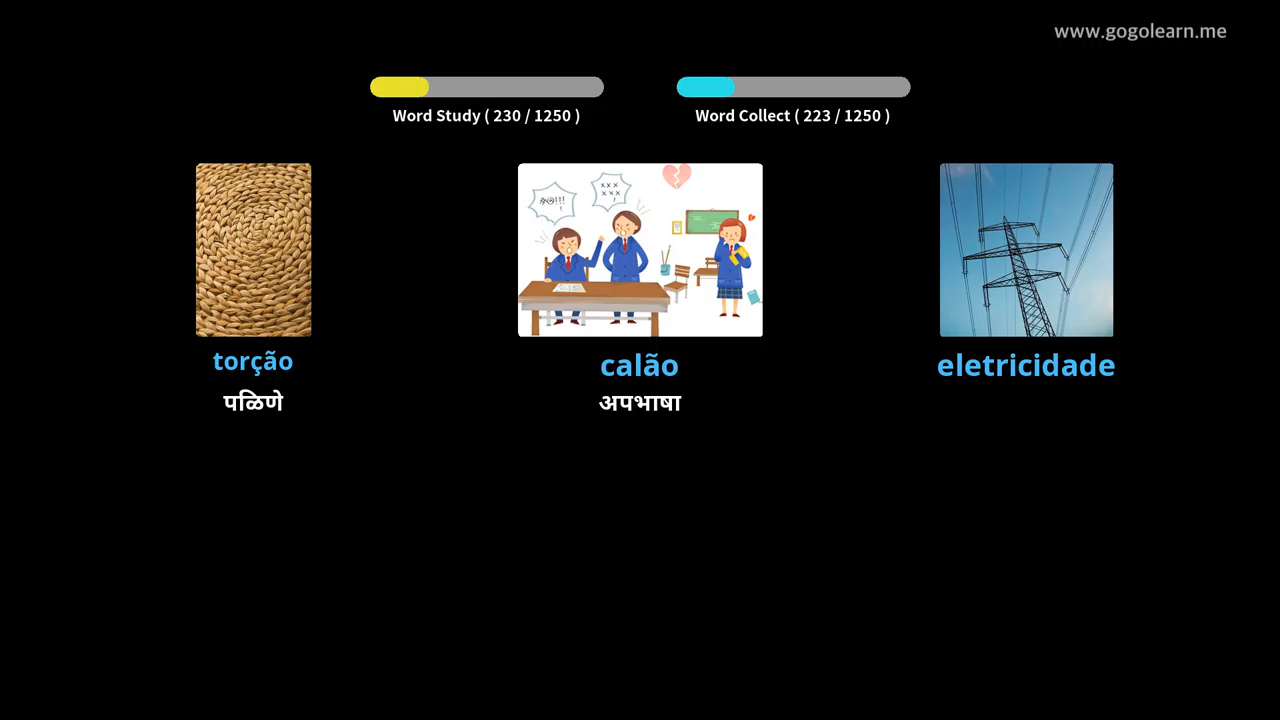 www.gogolearn.me
Word Study ( 230 / 1250 )
Word Collect ( 223 / 1250 )
#@!!!
!
X X X
X X X
!
torção
calão
eletricidade
पळिणे
अपभाषा